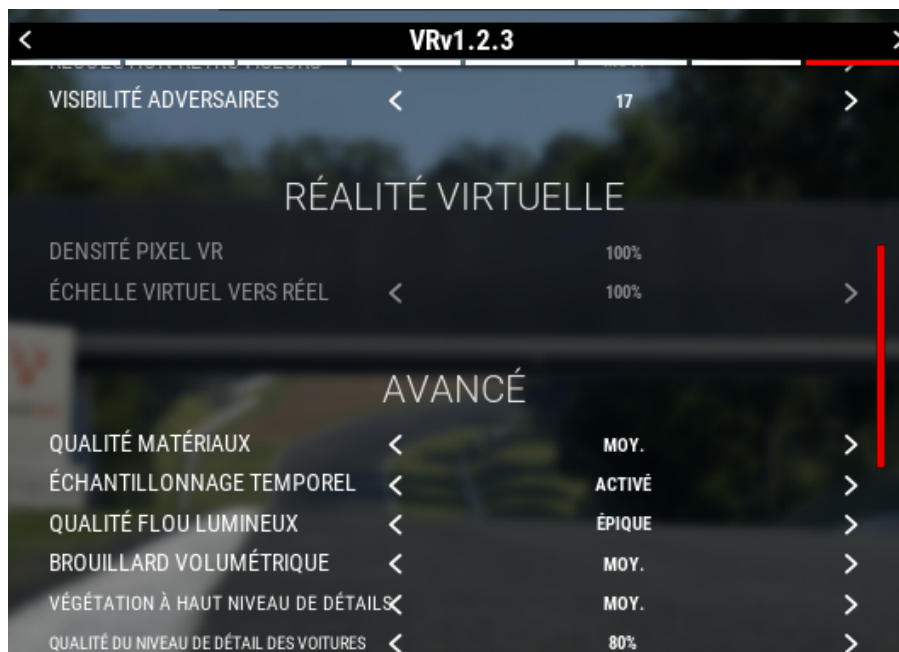 < VRv1.2.3 >
VISIBILITÉ ADVERSAIRES < 17 >
RÉALITÉ VIRTUELLE
DENSITÉ PIXEL VR 100%
ÉCHELLE VIRTUEL VERS RÉEL < 100% >
AVANCÉ
QUALITÉ MATÉRIAUX < MOY. >
ÉCHANTILLONNAGE TEMPOREL < ACTIVÉ >
QUALITÉ FLOU LUMINEUX < ÉPIQUE >
BROUILLARD VOLUMÉTRIQUE < MOY. >
VÉGÉTATION À HAUT NIVEAU DE DÉTAILS < MOY. >
QUALITÉ DU NIVEAU DE DÉTAIL DES VOITURES < 80% >